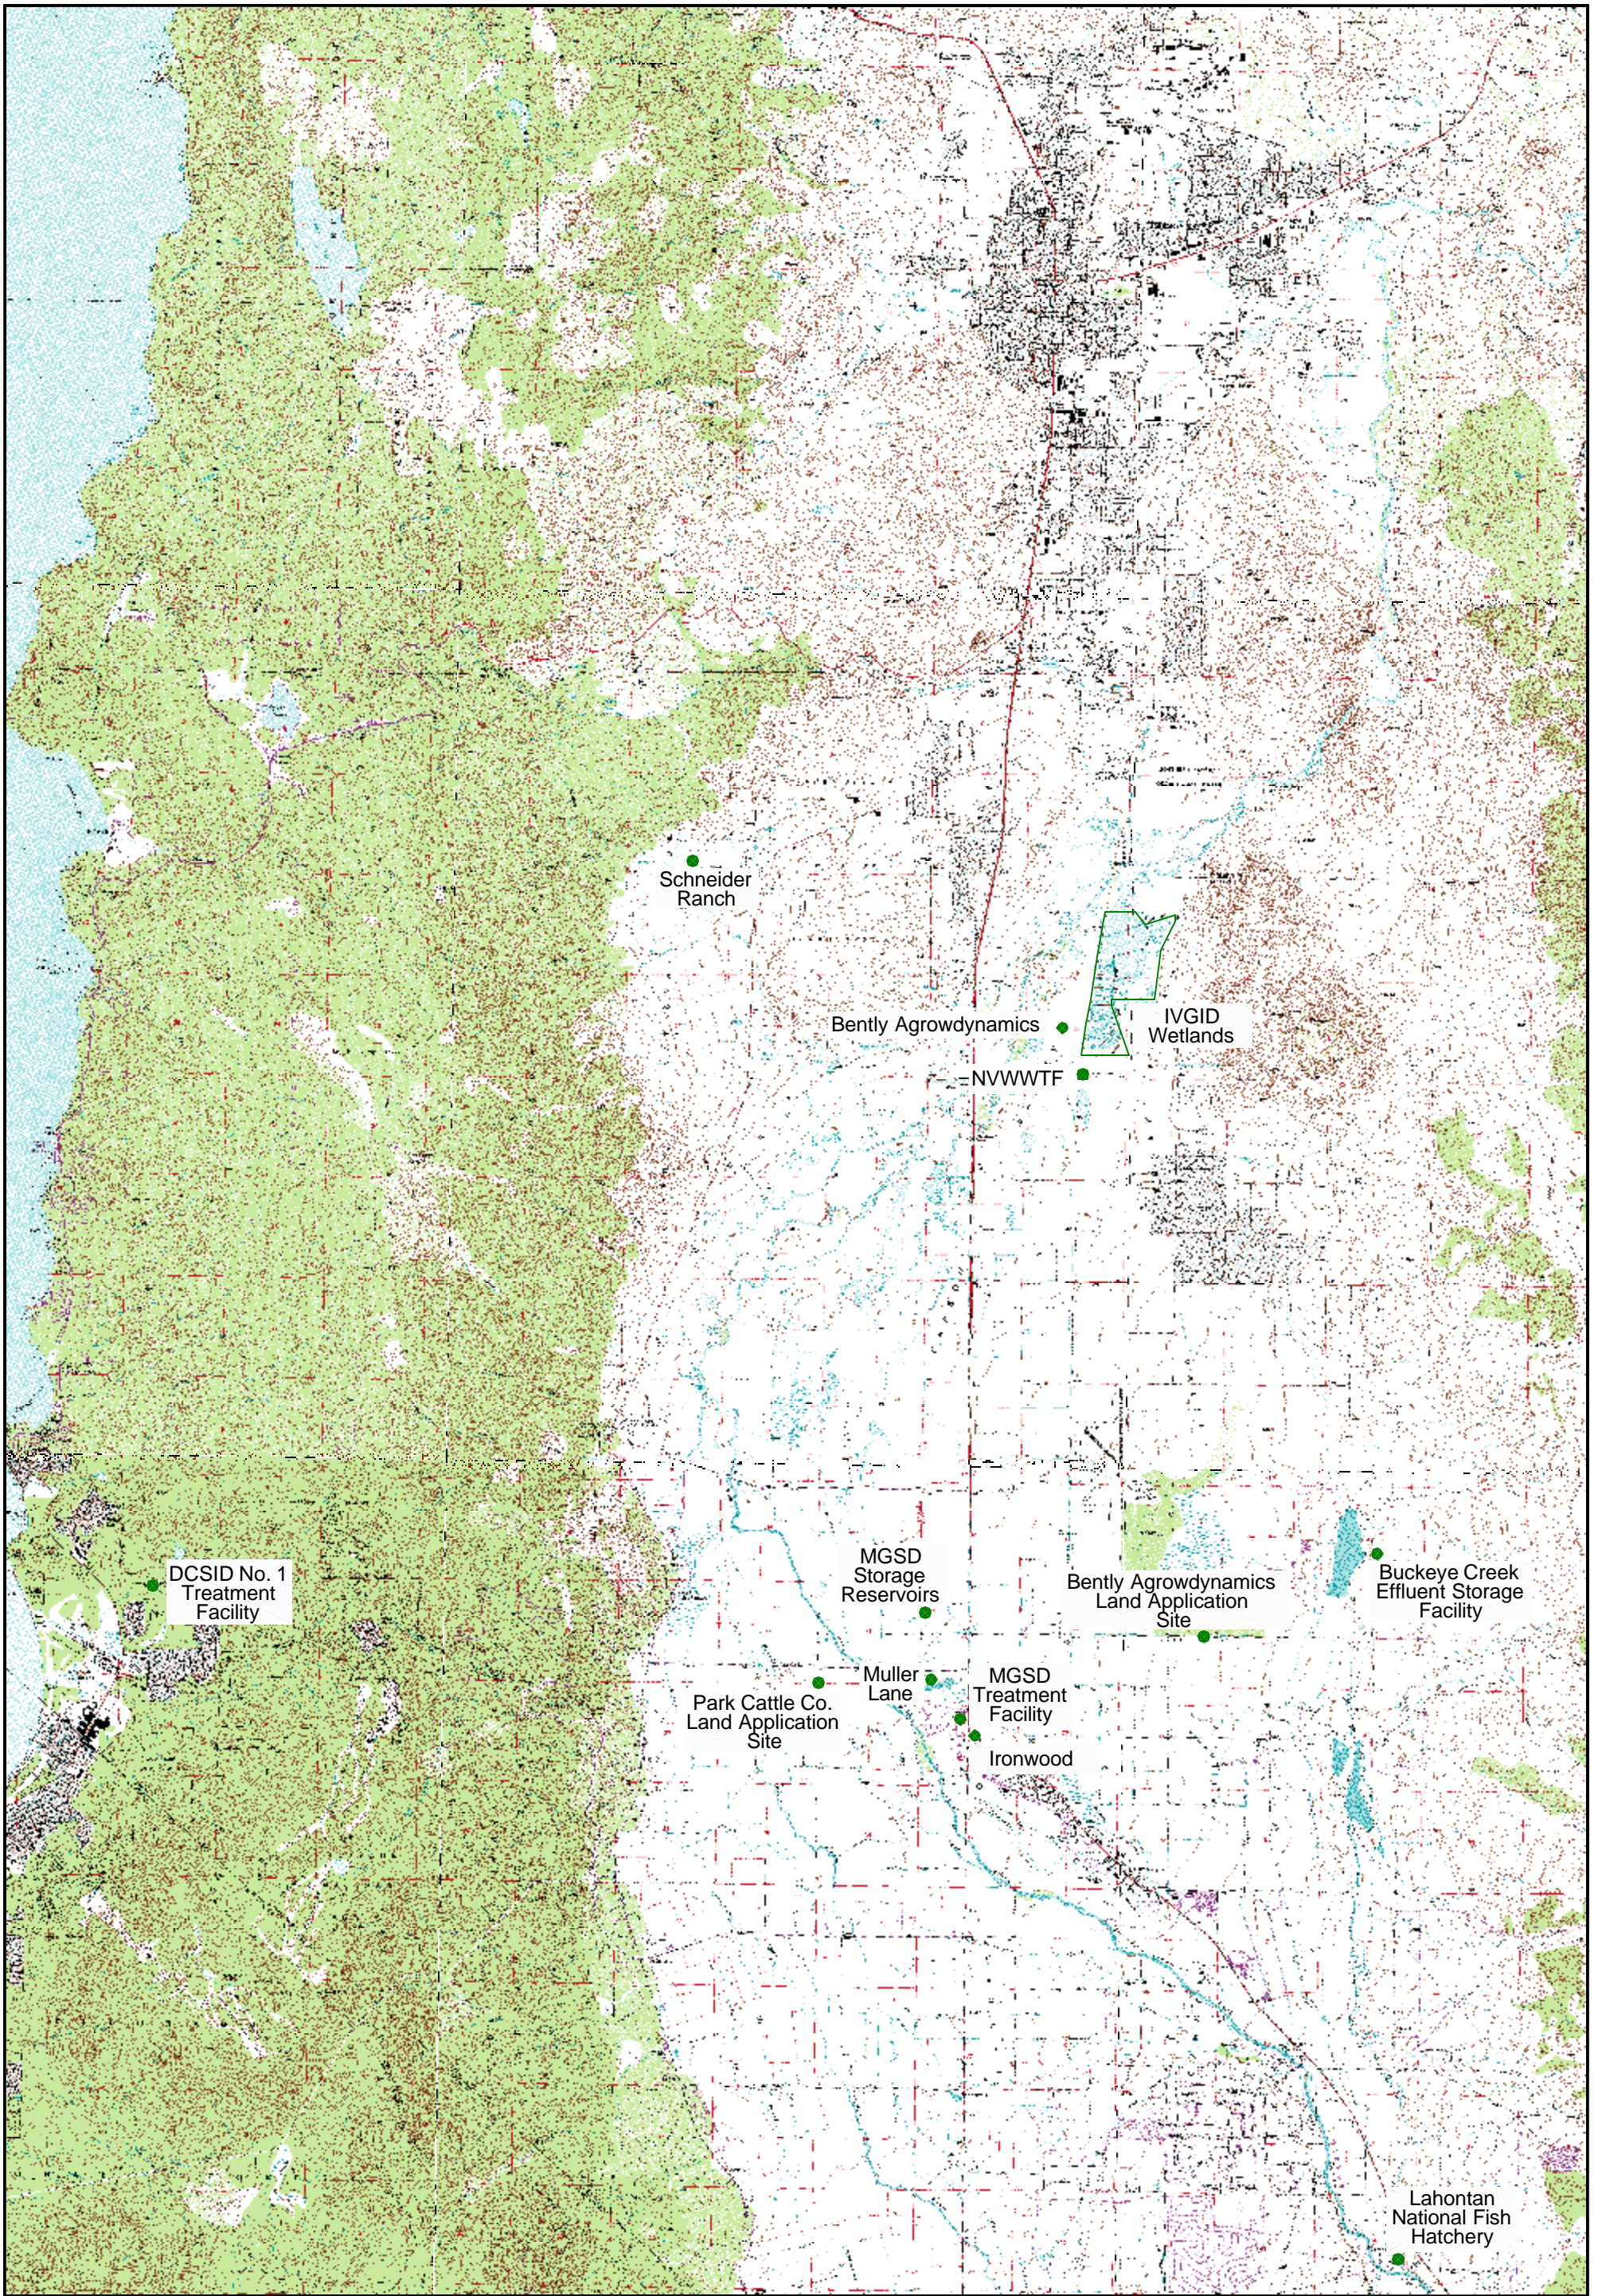 Schneider
Ranch
Bently Agrowdynamics
IVGID
Wetlands
NVWWTF
DCSID No. 1
Treatment
Facility
MGSD
Storage
Reservoirs
Bently Agrowdynamics
Land Application
Site
Buckeye Creek
Effluent Storage
Facility
Muller
Lane
MGSD
Treatment
Facility
Park Cattle Co.
Land Application
Site
Ironwood
Lahontan
National Fish
Hatchery